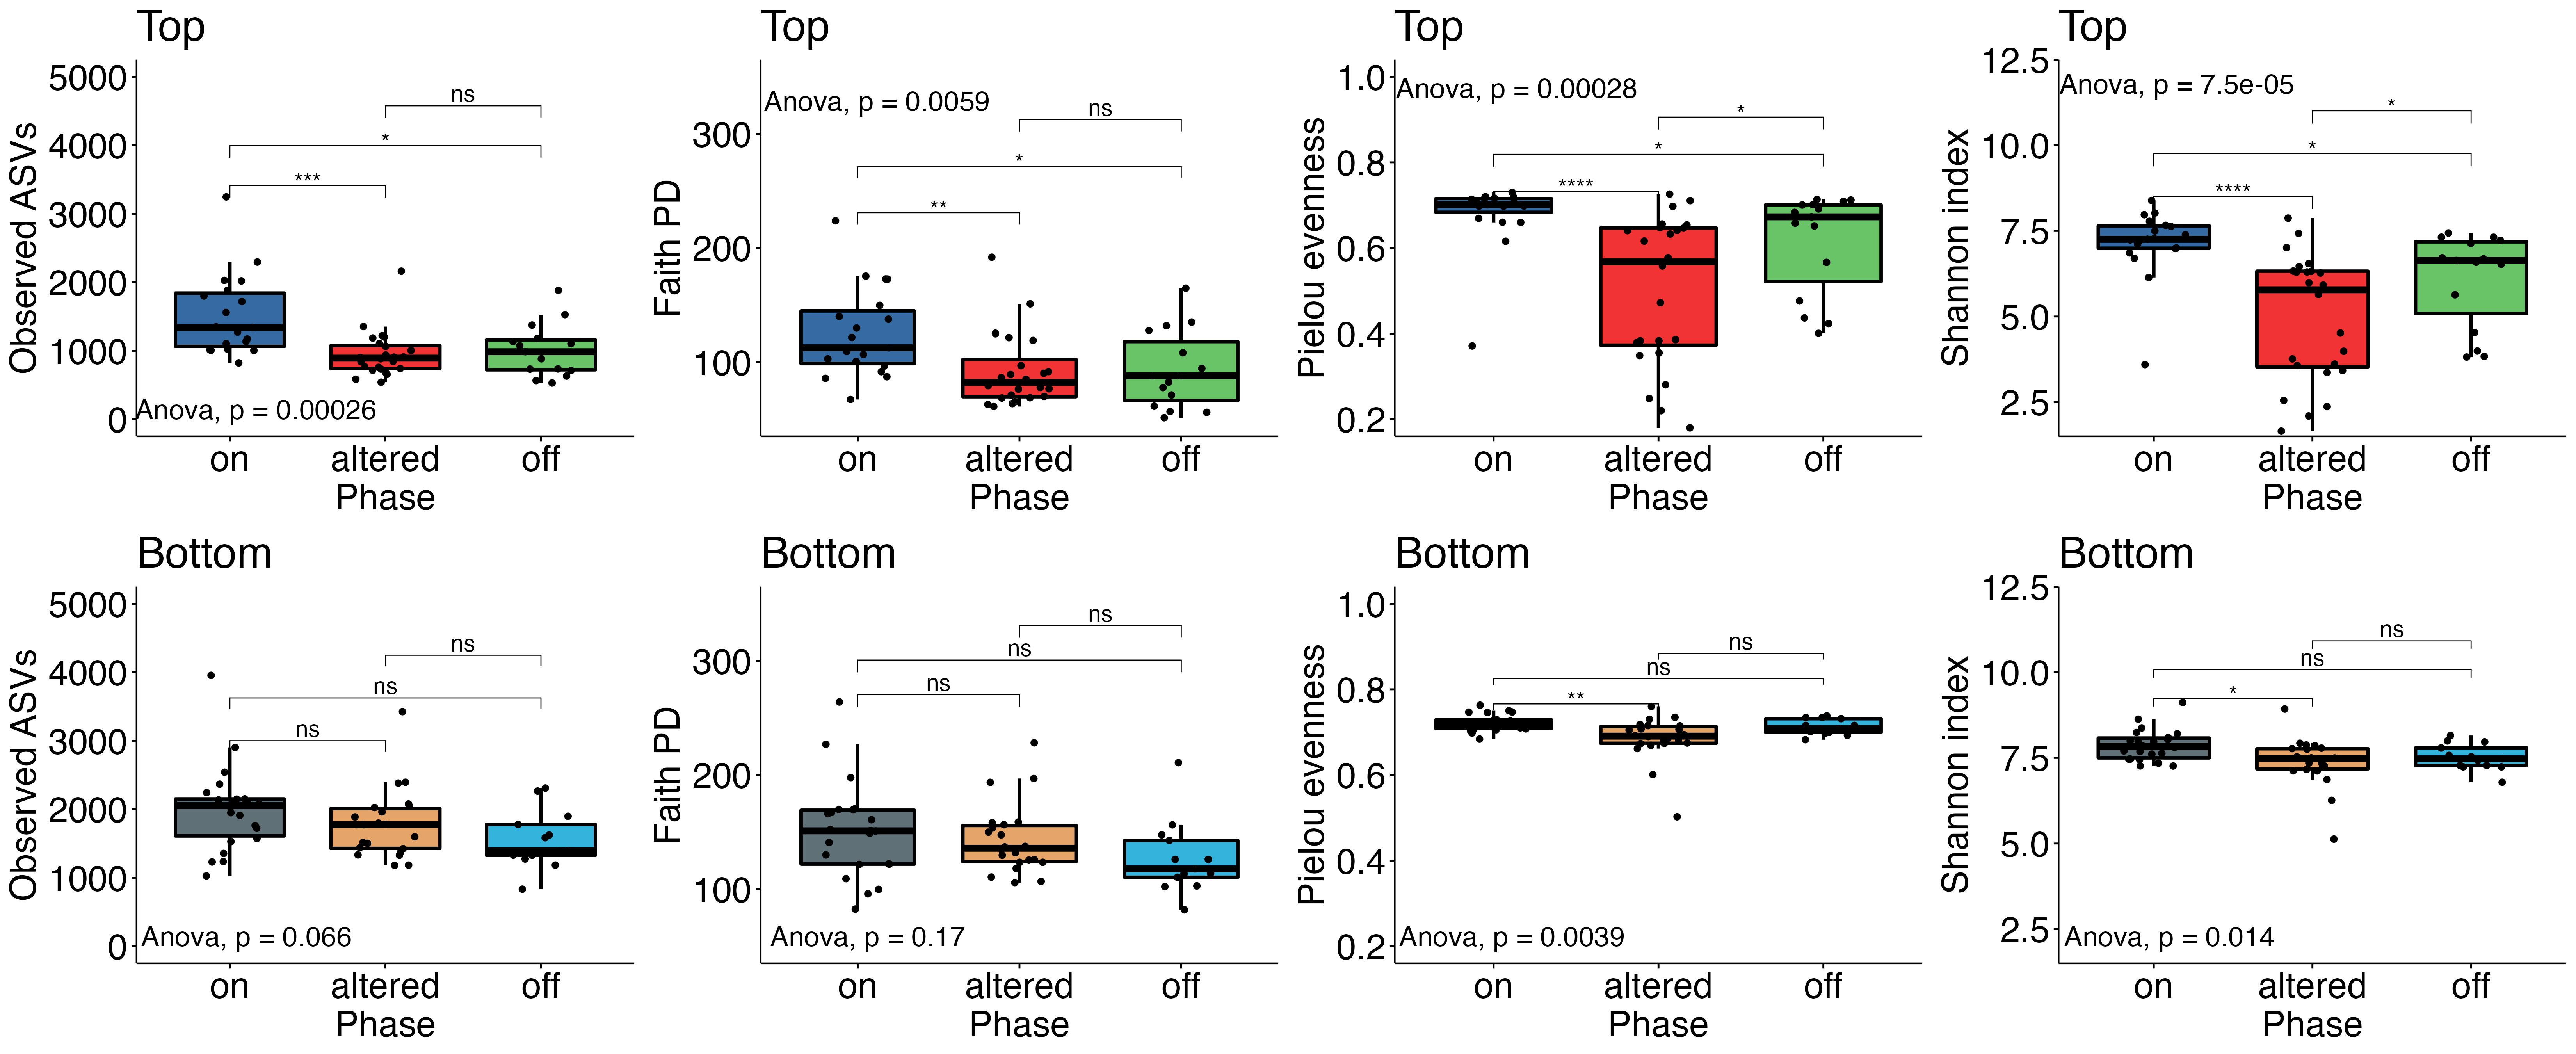 Top
Observed ASVs
5000
4000
3000
2000
1000
0
ns
*
***
Anova, p = 0.00026
on altered off
Phase
Top
Faith PD
300
200
100
Anova, p = 0.0059
ns
*
**
on altered off
Phase
Top
Pielou evenness
1.0
0.8
0.6
0.4
0.2
Anova, p = 0.00028
*
*
****
on altered off
Phase
Top
Shannon index
12.5
10.0
7.5
5.0
2.5
Anova, p = 7.5e-05
*
*
****
on altered off
Phase
Bottom
Observed ASVs
5000
4000
3000
2000
1000
0
ns
ns
ns
Anova, p = 0.066
on altered off
Phase
Bottom
Faith PD
300
200
100
ns
ns
ns
Anova, p = 0.17
on altered off
Phase
Bottom
Pielou evenness
1.0
0.8
0.6
0.4
0.2
ns
ns
**
Anova, p = 0.0039
on altered off
Phase
Bottom
Shannon index
12.5
10.0
7.5
5.0
2.5
ns
ns
*
Anova, p = 0.014
on altered off
Phase